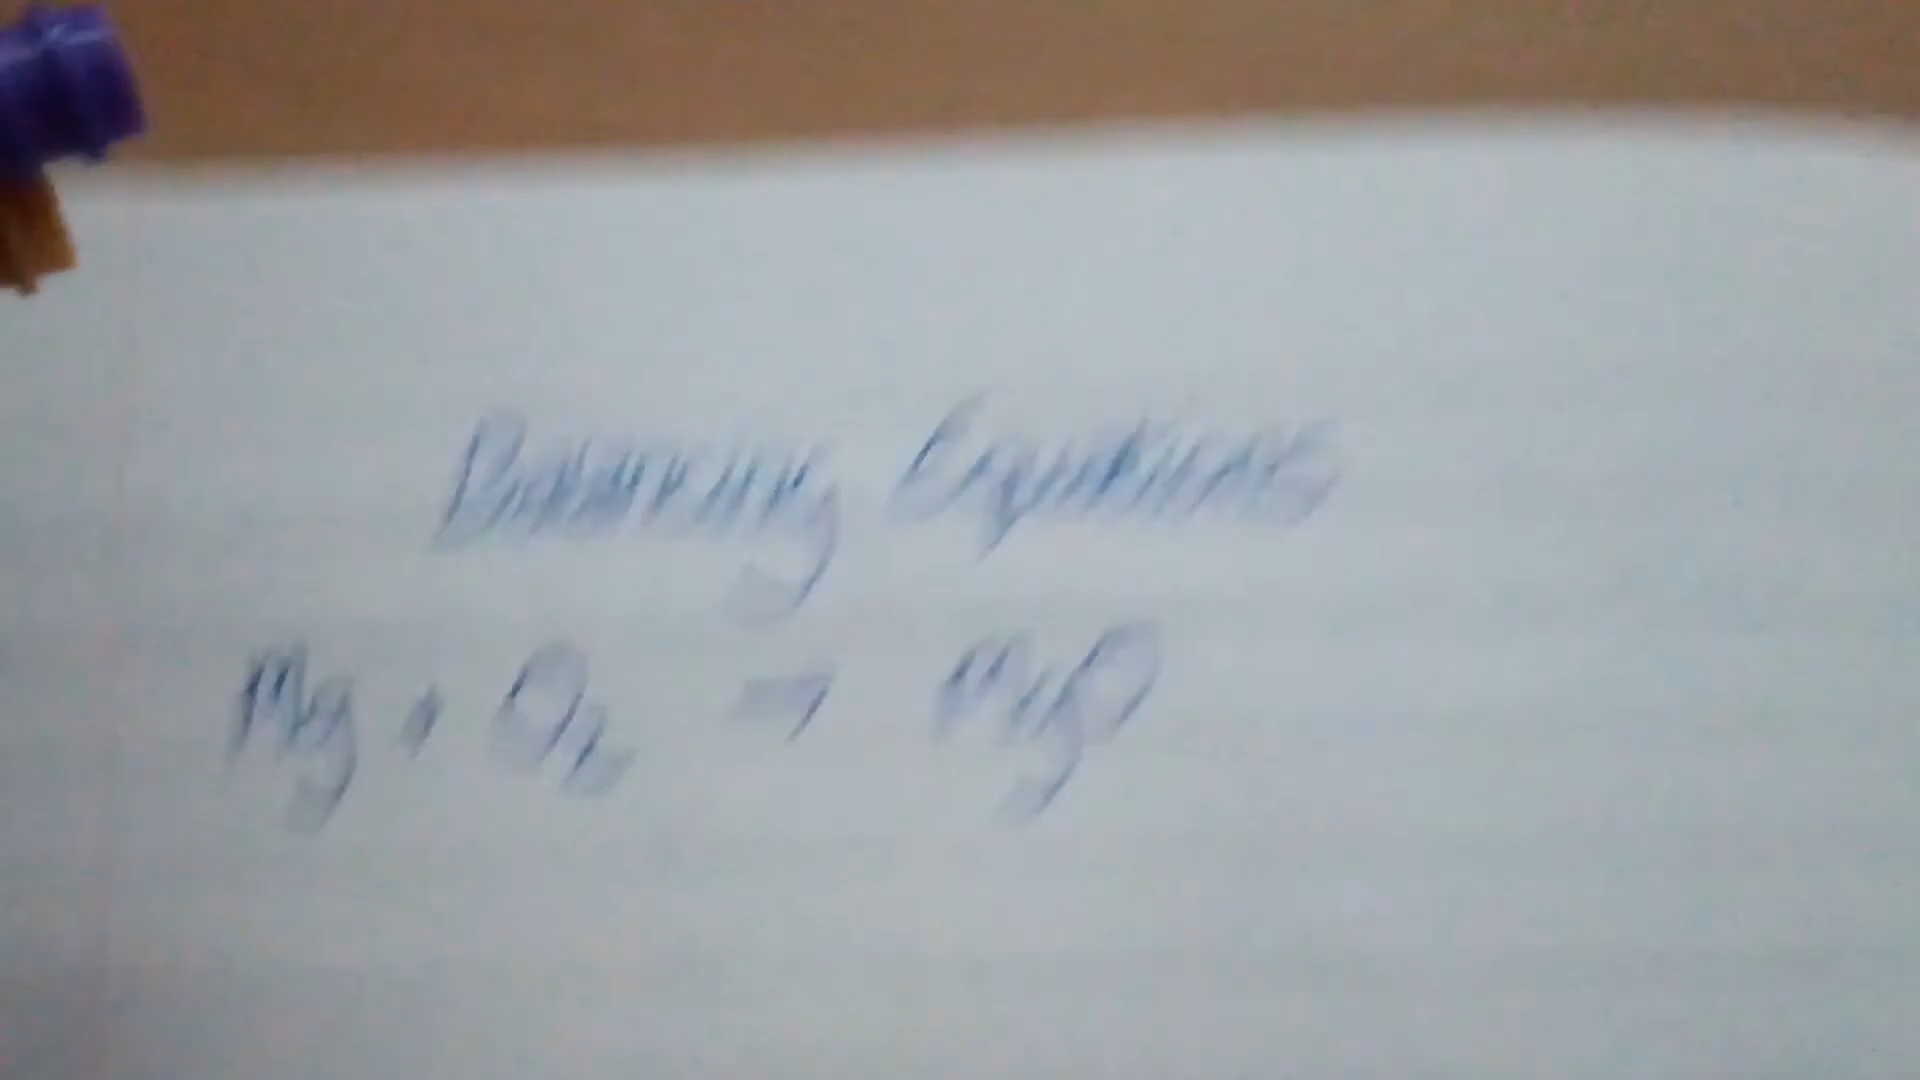 Balancing Equations
Mg + O₂ → MgO